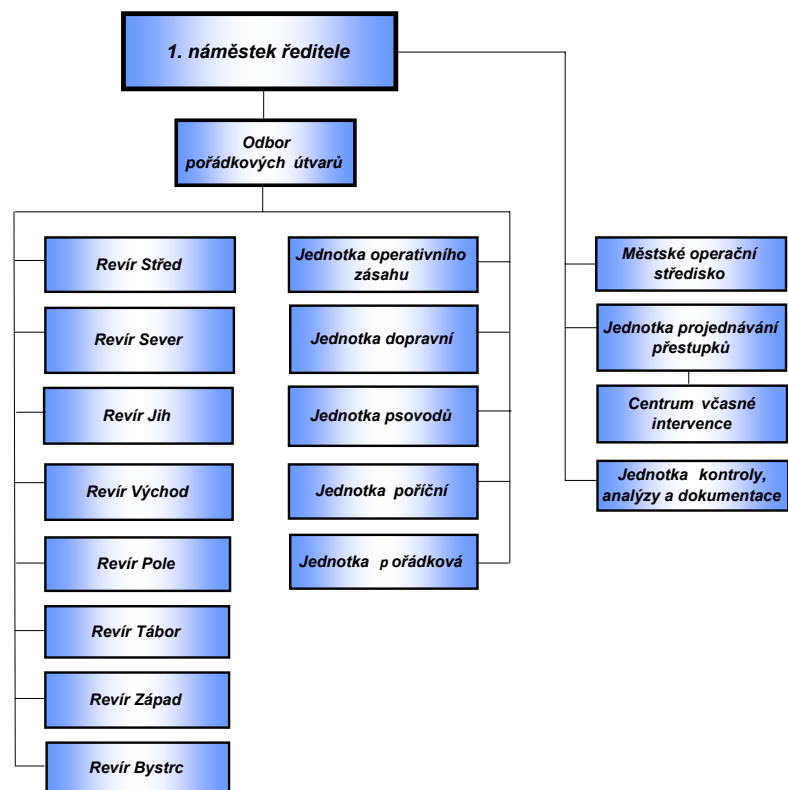 1. náměstek ředitele
Odbor
pořádkových útvarů
Revír Střed
Revír Sever
Revír Jih
Revír Východ
Revír Pole
Revír Tábor
Revír Západ
Revír Bystrc
Jednotka operativního
zásahu
Jednotka dopravní
Jednotka psovodů
Jednotka poříční
Jednotka p ořádková
Městské operační
středisko
Jednotka projednávání
přestupků
Centrum včasné
intervence
Jednotka kontroly,
analýzy a dokumentace